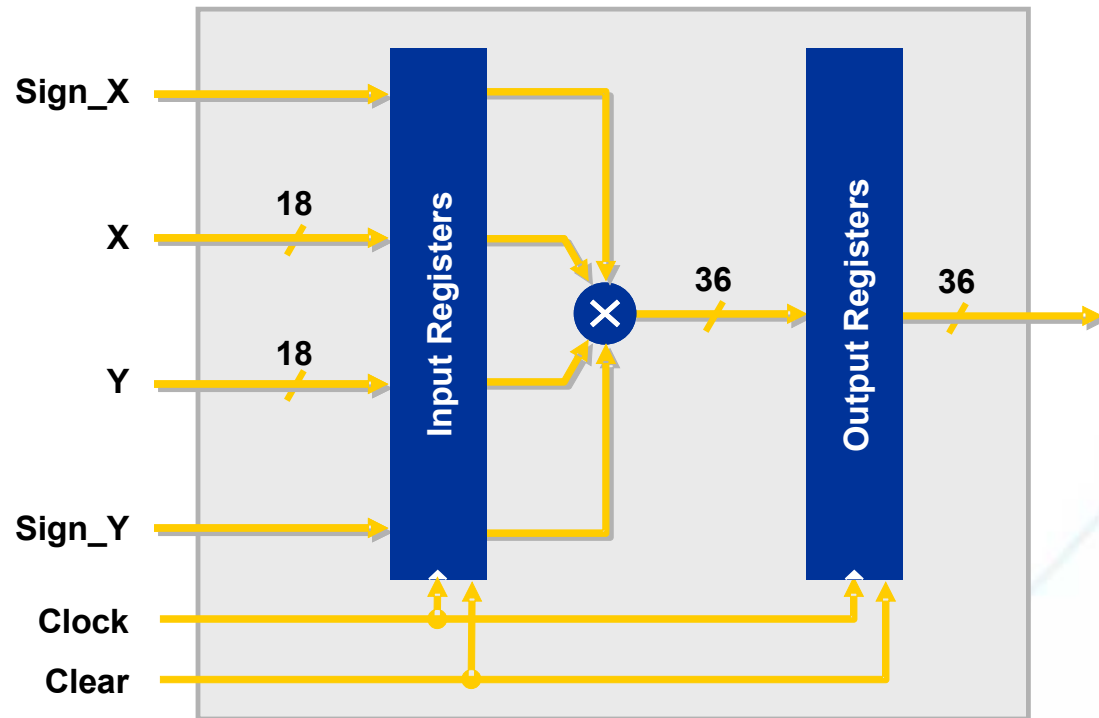 Sign_X
18
X
18
Y
Sign_Y
Clock
Clear
Input Registers
×
36
Output Registers
36